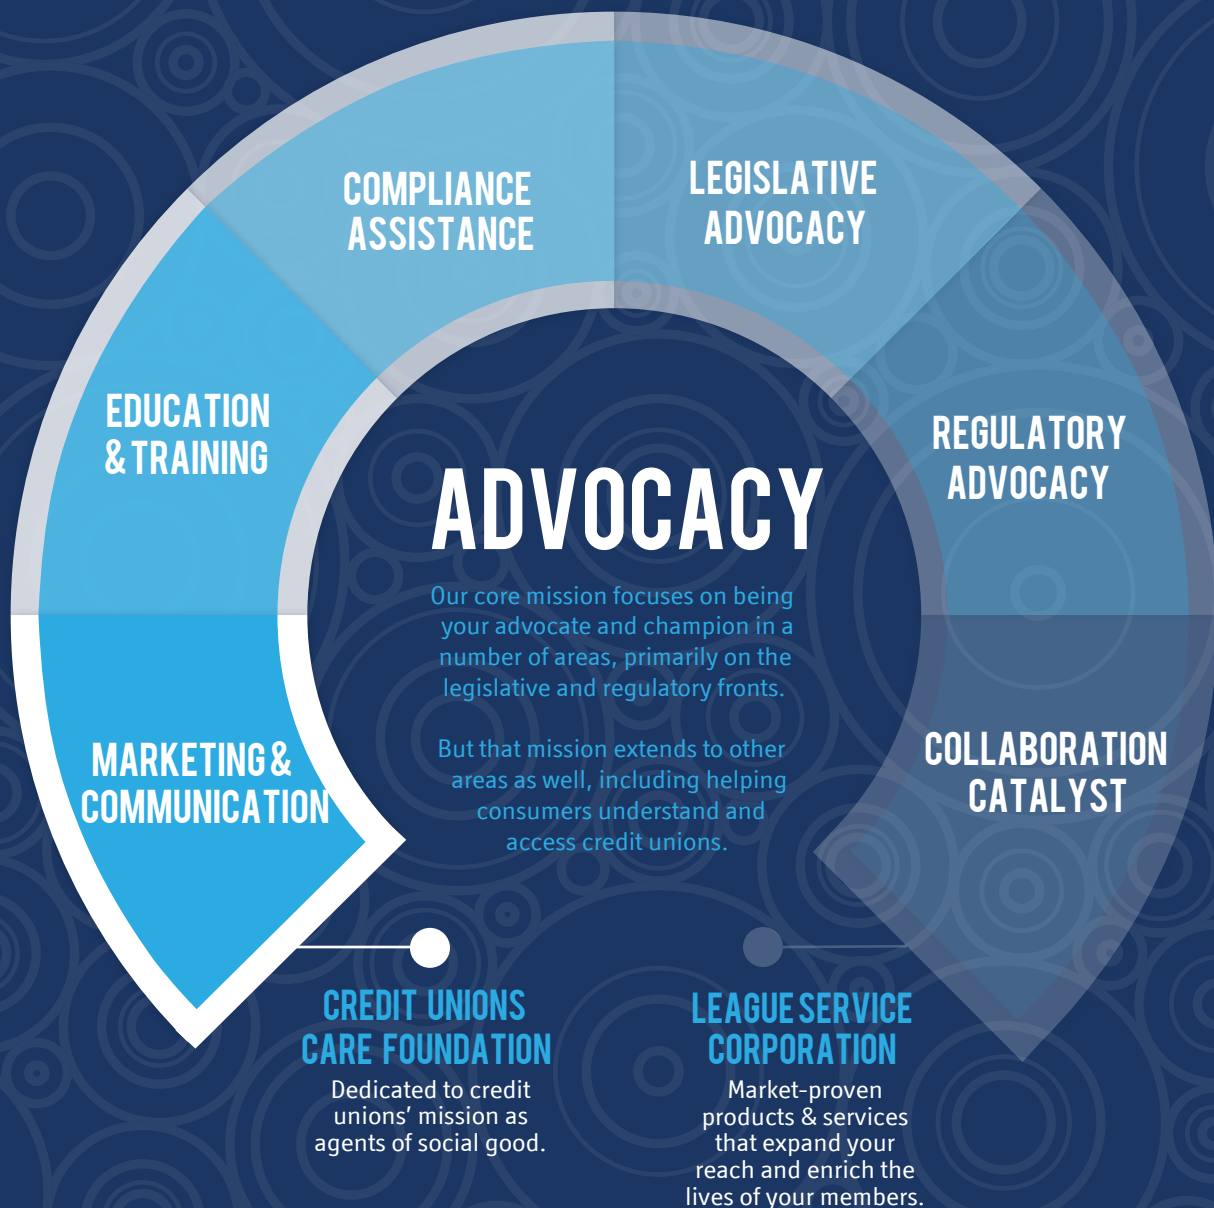 COMPLIANCE
ASSISTANCE
LEGISLATIVE
ADVOCACY
EDUCATION
& TRAINING
REGULATORY
ADVOCACY
ADVOCACY
Our core mission focuses on being
your advocate and champion in a
number of areas, primarily on the
legislative and regulatory fronts.
But that mission extends to other
areas as well, including helping
consumers understand and
access credit unions.
MARKETING &
COMMUNICATION
COLLABORATION
CATALYST
CREDIT UNIONS
CARE FOUNDATION
Dedicated to credit
unions’ mission as
agents of social good.
LEAGUE SERVICE
CORPORATION
Market-proven
products & services
that expand your
reach and enrich the
lives of your members.